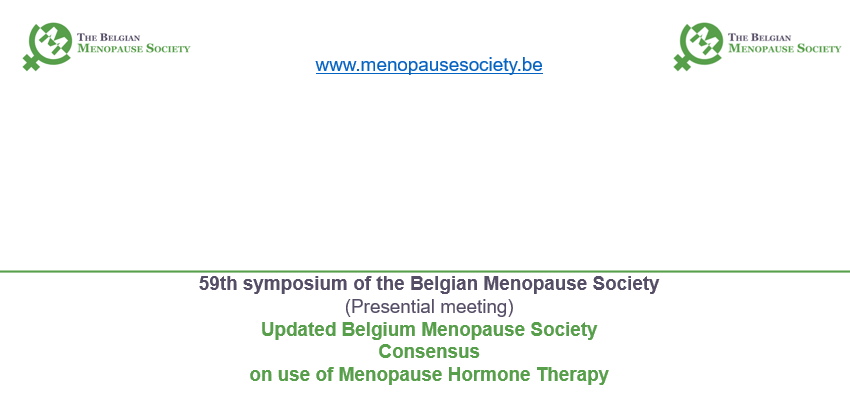 The Belgian
Menopause Society
www.menopausesociety.be
The Belgian
Menopause Society
59th symposium of the Belgian Menopause Society
(Presential meeting)
Updated Belgium Menopause Society
Consensus
on use of Menopause Hormone Therapy